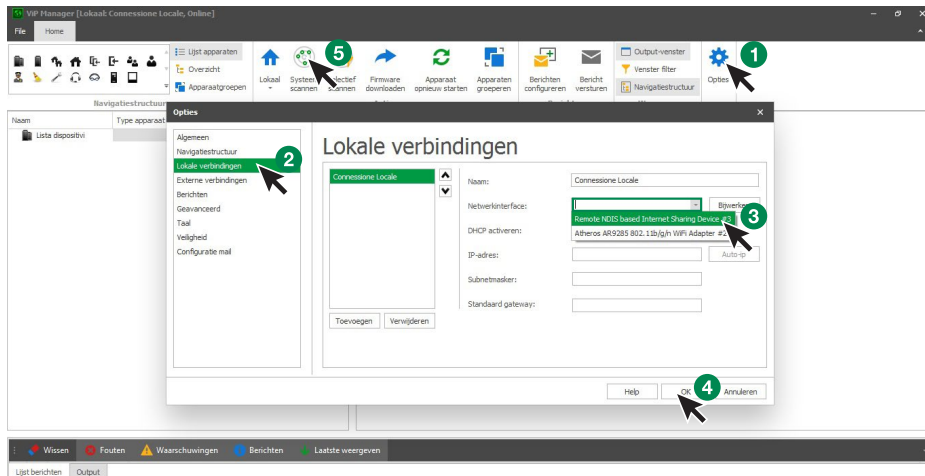 ViP Manager [Lokaal: Connessione Locale, Online]
File Home
Lijst apparaten
Overzicht
Apparaatgroepen
Navigatiestructuur
Lokaal
Systeem scannen
5
scannen
Firmware downloaden
Apparaat opnieuw starten
Apparaten groeperen
Berichten configureren
Bericht versturen
Output-venster
Venster filter
Navigatiestructuur
Opties
1
Naam Type apparaat
Lista dispositivi
Opties
Algemeen
Navigatiestructuur
Lokale verbindingen
2
Externe verbindingen
Berichten
Geavanceerd
Taal
Veiligheid
Configuratie mail
Lokale verbindingen
Connessione Locale
Toevoegen Verwijderen
Naam: Connessione Locale
Netwerkinterface:
Remote NDIS based Internet Sharing Device #3
3
Atheros AR9285 802.11b/g/n WiFi Adapter #2
DHCP activeren:
IP-adres: Auto-ip
Subnetmasker:
Standaard gateway:
Help OK 4 Annuleren
Wissen Fouten Waarschuwingen Berichten Laatste weergeven
Lijst berichten Output